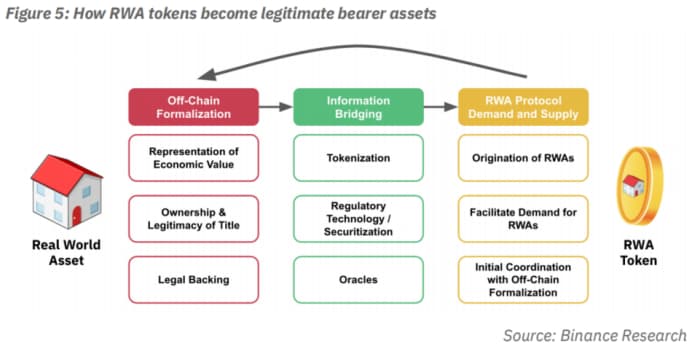 Figure 5: How RWA tokens become legitimate bearer assets
Off-Chain
Formalization
Information
Bridging
RWA Protocol
Demand and Supply
Representation of
Economic Value
Tokenization
Origination of RWAs
Ownership &
Legitimacy of Title
Regulatory
Technology /
Securitization
Facilitate Demand for
RWAs
Real World
Asset
RWA
Token
Legal Backing
Oracles
Initial Coordination
with Off-Chain
Formalization
Source: Binance Research